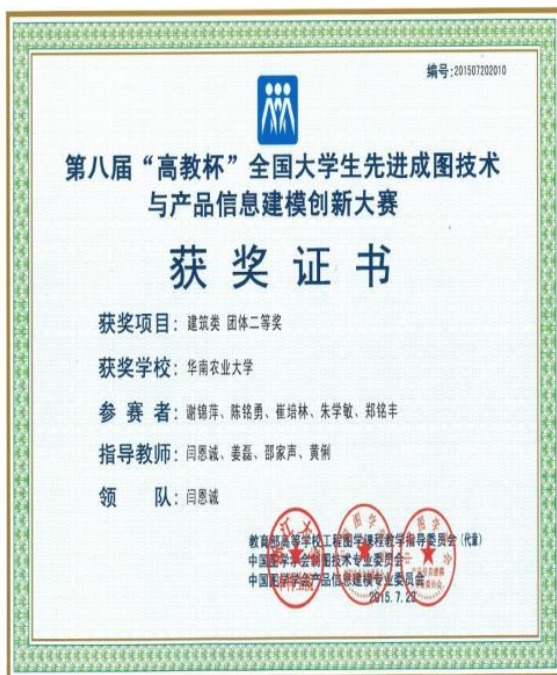 编号:201507202010
第八届“高教杯”全国大学生先进成图技术
与产品信息建模创新大赛
获奖证书
获奖项目: 建筑类 团体二等奖
获奖学校: 华南农业大学
参赛者: 谢锦萍、陈铭勇、崔培林、朱学敏、郑铭丰
指导教师: 闫恩诚、姜磊、邵家声、黄俐
领队: 闫恩诚
教育部高等学校工程图学课程教学指导委员会(代章)
中国图学学会制图技术专业委员会
中国图学学会产品信息建模专业委员会
2015.7.23